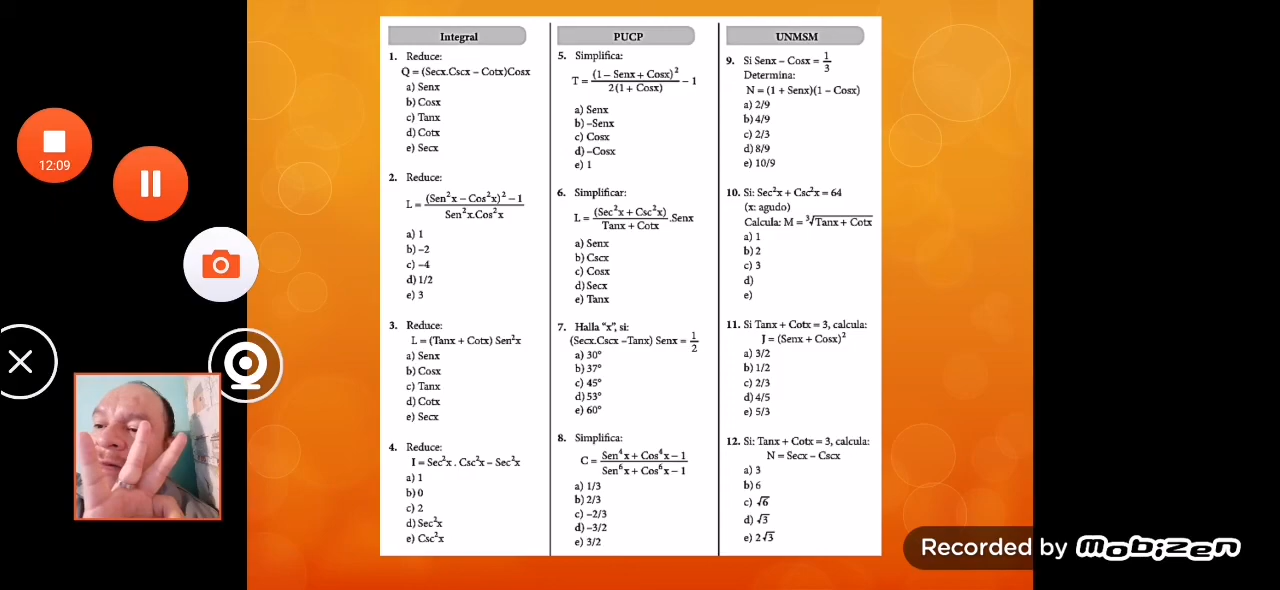 12:09
Integral
1. Reduce:
Q = (Secx.Cscx – Cotx)Cosx
a) Senx
b) Cosx
c) Tanx
d) Cotx
e) Secx
2. Reduce:
L = (Sen²x – Cos²x)² – 1 / Sen²x.Cos²x
a) 1
b) –2
c) –4
d) 1/2
e) 3
3. Reduce:
L = (Tanx + Cotx) Sen²x
a) Senx
b) Cosx
c) Tanx
d) Cotx
e) Secx
4. Reduce:
I = Sec²x . Csc²x – Sec²x
a) 1
b) 0
c) 2
d) Sec²x
e) Csc²x
PUCP
5. Simplifica:
T = (1 – Senx + Cosx)² / 2(1 + Cosx) – 1
a) Senx
b) –Senx
c) Cosx
d) –Cosx
e) 1
6. Simplificar:
L = (Sec²x + Csc²x) / Tanx + Cotx .Senx
a) Senx
b) Cscx
c) Cosx
d) Secx
e) Tanx
7. Halla "x", si:
(Secx.Cscx –Tanx) Senx = 1/2
a) 30°
b) 37°
c) 45°
d) 53°
e) 60°
8. Simplifica:
C = Sen⁴x + Cos⁴x – 1 / Sen⁶x + Cos⁶x – 1
a) 1/3
b) 2/3
c) –2/3
d) –3/2
e) 3/2
UNMSM
9. Si Senx – Cosx = 1/3
Determina:
N = (1 + Senx)(1 – Cosx)
a) 2/9
b) 4/9
c) 2/3
d) 8/9
e) 10/9
10. Si: Sec²x + Csc²x = 64
(x: agudo)
Calcula: M = ³√Tanx + Cotx
a) 1
b) 2
c) 3
d)
e)
11. Si Tanx + Cotx = 3, calcula:
J = (Senx + Cosx)²
a) 3/2
b) 1/2
c) 2/3
d) 4/5
e) 5/3
12. Si: Tanx + Cotx = 3, calcula:
N = Secx – Cscx
a) 3
b) 6
c) √6
d) √3
e) 2√3
Recorded by Mobizen